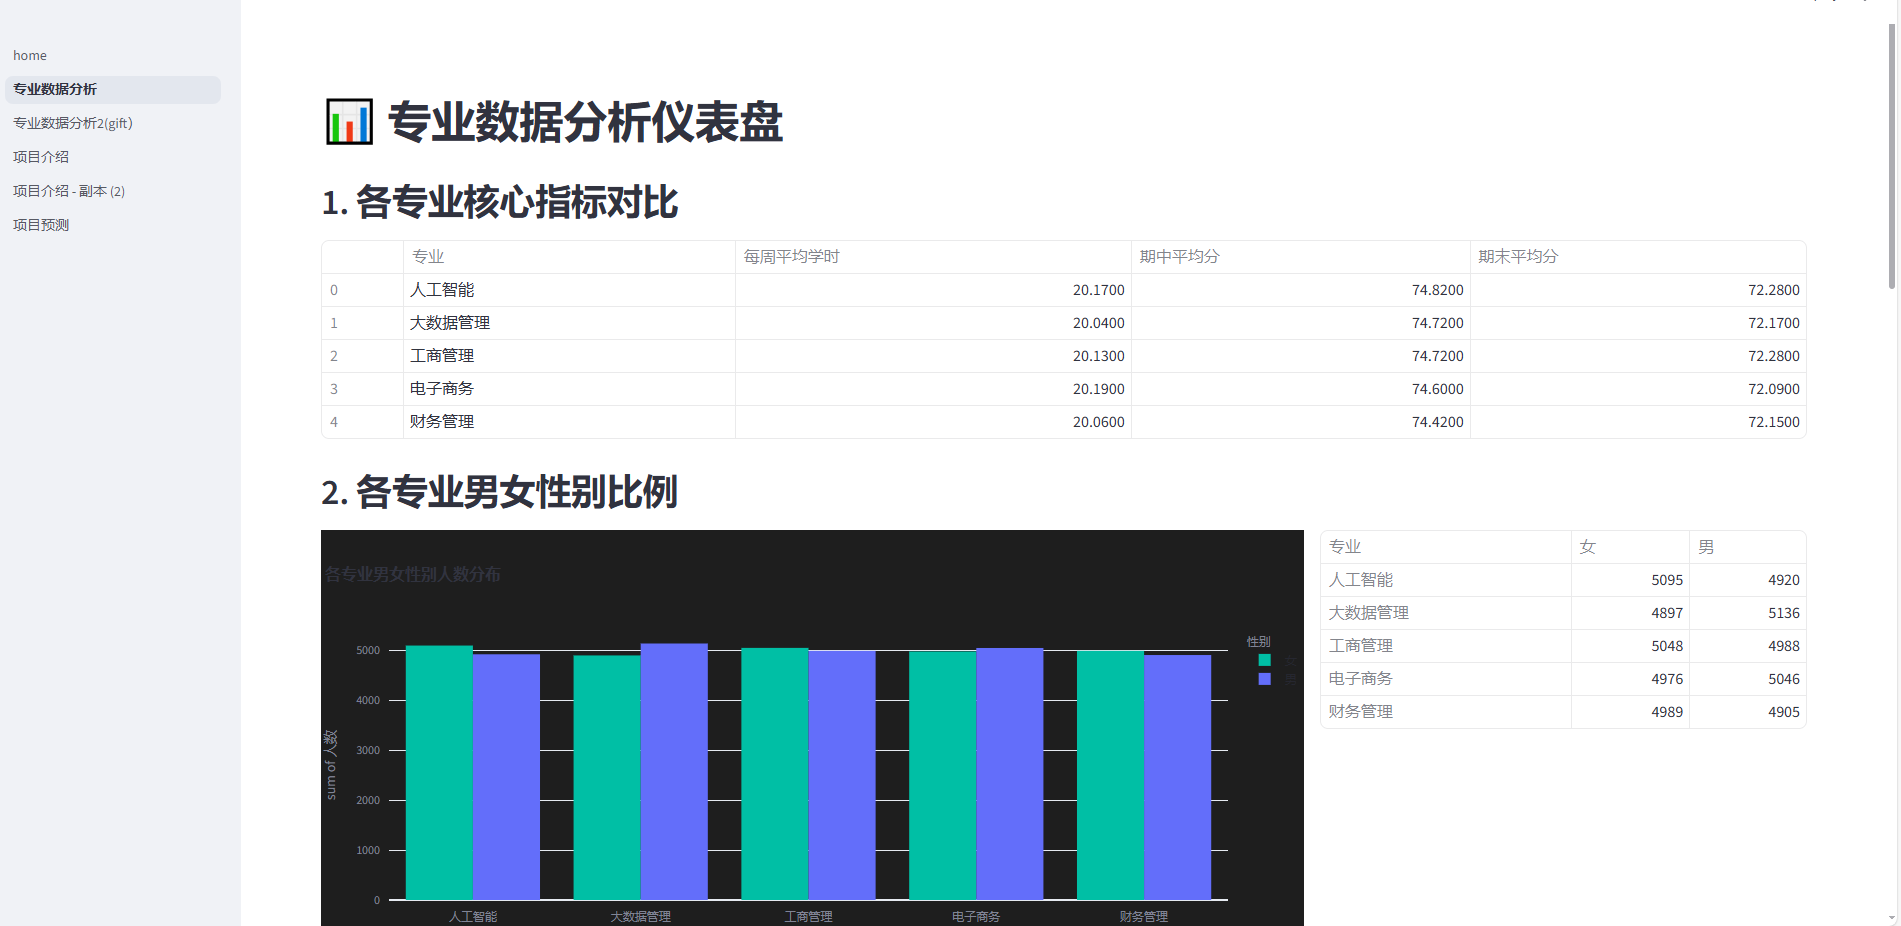 home
专业数据分析
专业数据分析2(gift)
项目介绍
项目介绍 - 副本 (2)
项目预测
专业数据分析仪表盘
1. 各专业核心指标对比
专业 每周平均学时 期中平均分 期末平均分
0 人工智能 20.1700 74.8200 72.2800
1 大数据管理 20.0400 74.7200 72.1700
2 工商管理 20.1300 74.7200 72.2800
3 电子商务 20.1900 74.6000 72.0900
4 财务管理 20.0600 74.4200 72.1500
2. 各专业男女性别比例
各专业男女性别人数分布
性别
女
男
5000
4000
3000
2000
1000
0
sum of 人数
人工智能 大数据管理 工商管理 电子商务 财务管理
专业 女 男
人工智能 5095 4920
大数据管理 4897 5136
工商管理 5048 4988
电子商务 4976 5046
财务管理 4989 4905